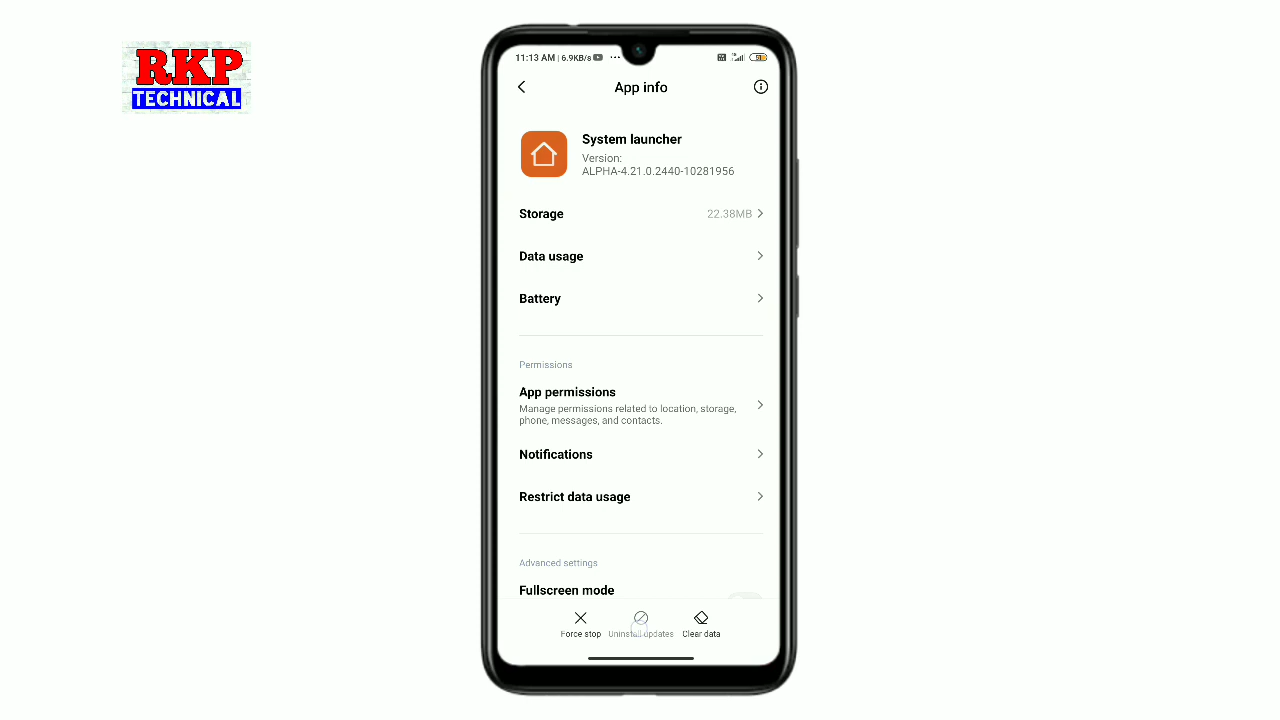 RKP
TECHNICAL
11:13 AM | 6.9KB/s
51
App info
System launcher
Version:
ALPHA-4.21.0.2440-10281956
Storage 22.38MB
Data usage
Battery
Permissions
App permissions
Manage permissions related to location, storage,
phone, messages, and contacts.
Notifications
Restrict data usage
Advanced settings
Fullscreen mode
Force stop Uninstall updates Clear data